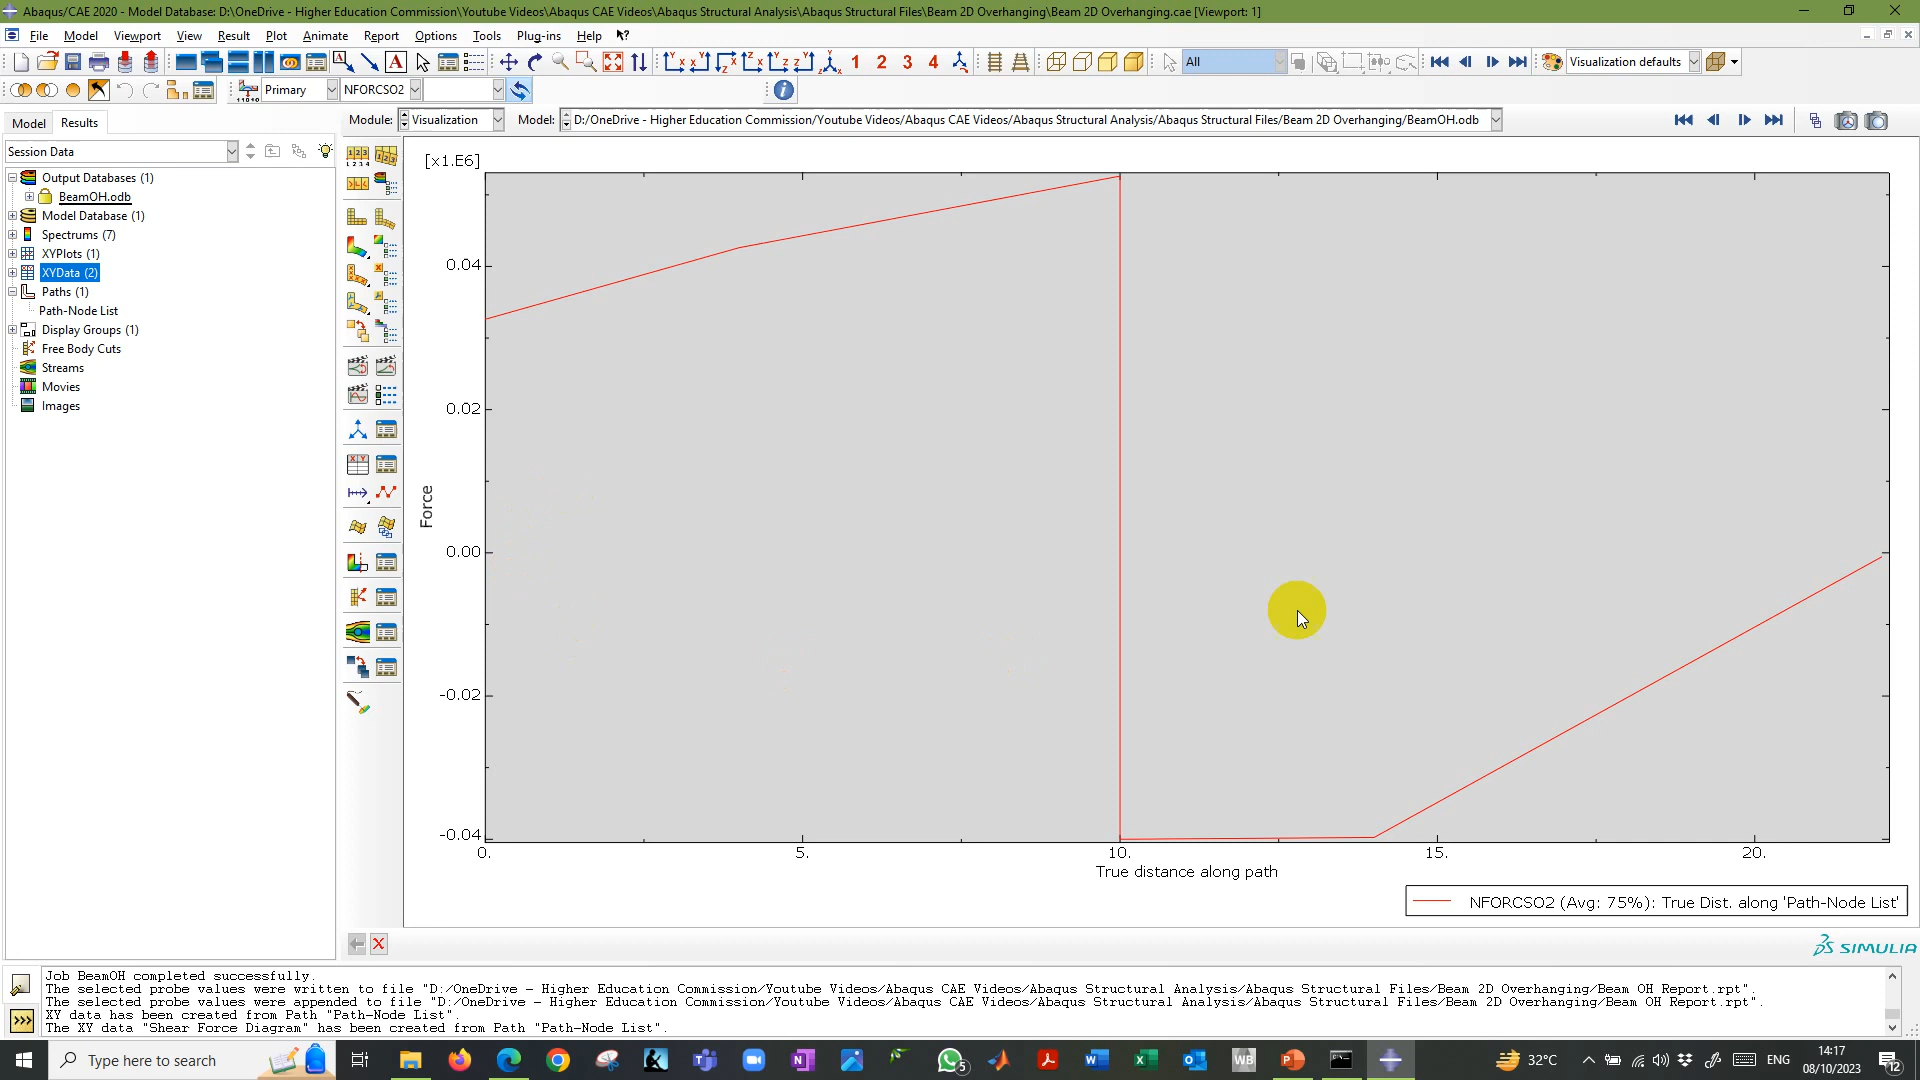 Abaqus/CAE 2020 - Model Database: D:\OneDrive - Higher Education Commission\Youtube Videos\Abaqus CAE Videos\Abaqus Structural Analysis\Abaqus Structural Files\Beam 2D Overhanging\Beam 2D Overhanging.cae [Viewport: 1]
File Model Viewport View Result Plot Animate Report Options Tools Plug-ins Help
1 2 3 4 All Visualization defaults
Primary NFORCSO2
Model Results Module: Visualization Model: D:/OneDrive - Higher Education Commission/Youtube Videos/Abaqus CAE Videos/Abaqus Structural Analysis/Abaqus Structural Files/Beam 2D Overhanging/BeamOH.odb
Session Data
Output Databases (1)
BeamOH.odb
Model Database (1)
Spectrums (7)
XYPlots (1)
XYData (2)
Paths (1)
Path-Node List
Display Groups (1)
Free Body Cuts
Streams
Movies
Images
[x1.E6]
0.04
0.02
0.00
-0.02
-0.04
Force
0. 5. 10. 15. 20.
True distance along path
NFORCSO2 (Avg: 75%): True Dist. along 'Path-Node List'
SIMULIA
Job BeamOH completed successfully.
The selected probe values were written to file "D:/OneDrive - Higher Education Commission/Youtube Videos/Abaqus CAE Videos/Abaqus Structural Analysis/Abaqus Structural Files/Beam 2D Overhanging/Beam OH Report.rpt".
The selected probe values were appended to file "D:/OneDrive - Higher Education Commission/Youtube Videos/Abaqus CAE Videos/Abaqus Structural Analysis/Abaqus Structural Files/Beam 2D Overhanging/Beam OH Report.rpt".
XY data has been created from Path "Path-Node List".
The XY data "Shear Force Diagram" has been created from Path "Path-Node List".
Type here to search
32°C
ENG
14:17
08/10/2023